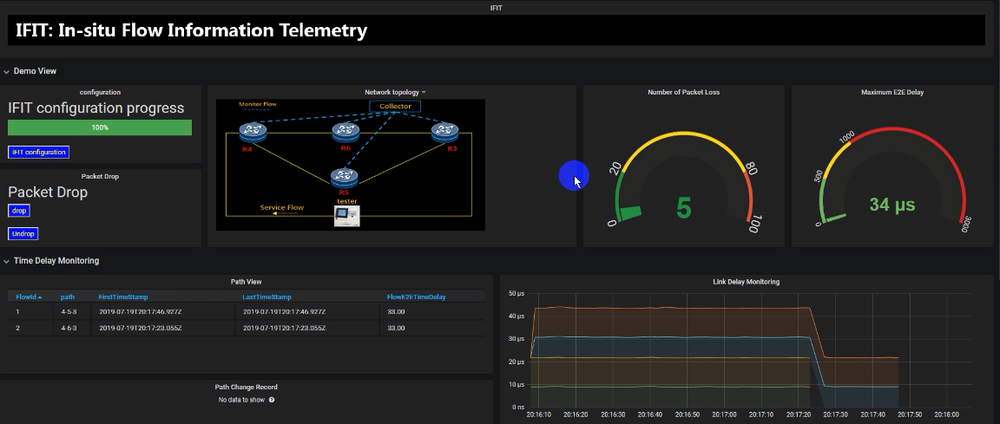 IFIT
IFIT: In-situ Flow Information Telemetry
Demo View
configuration
IFIT configuration progress
100%
IFIT configuration
Packet Drop
Packet Drop
drop
Undrop
Network topology
Monitor Flow
Collector
R4
R6
R3
R5
tester
Service Flow
Number of Packet Loss
0
20
80
100
5
Maximum E2E Delay
0
500
1000
3000
34 µs
Time Delay Monitoring
Path View
FlowId path FirstTimeStamp LastTimeStamp FlowE2ETimeDelay
1 4-5-3 2019-07-19T20:17:46.927Z 2019-07-19T20:17:46.927Z 33.00
2 4-6-3 2019-07-19T20:17:23.055Z 2019-07-19T20:17:23.055Z 33.00
Path Change Record
No data to show
Link Delay Monitoring
50 µs
40 µs
30 µs
20 µs
10 µs
0 ns
20:16:10 20:16:20 20:16:30 20:16:40 20:16:50 20:17:00 20:17:10 20:17:20 20:17:30 20:17:40 20:17:50 20:18:00